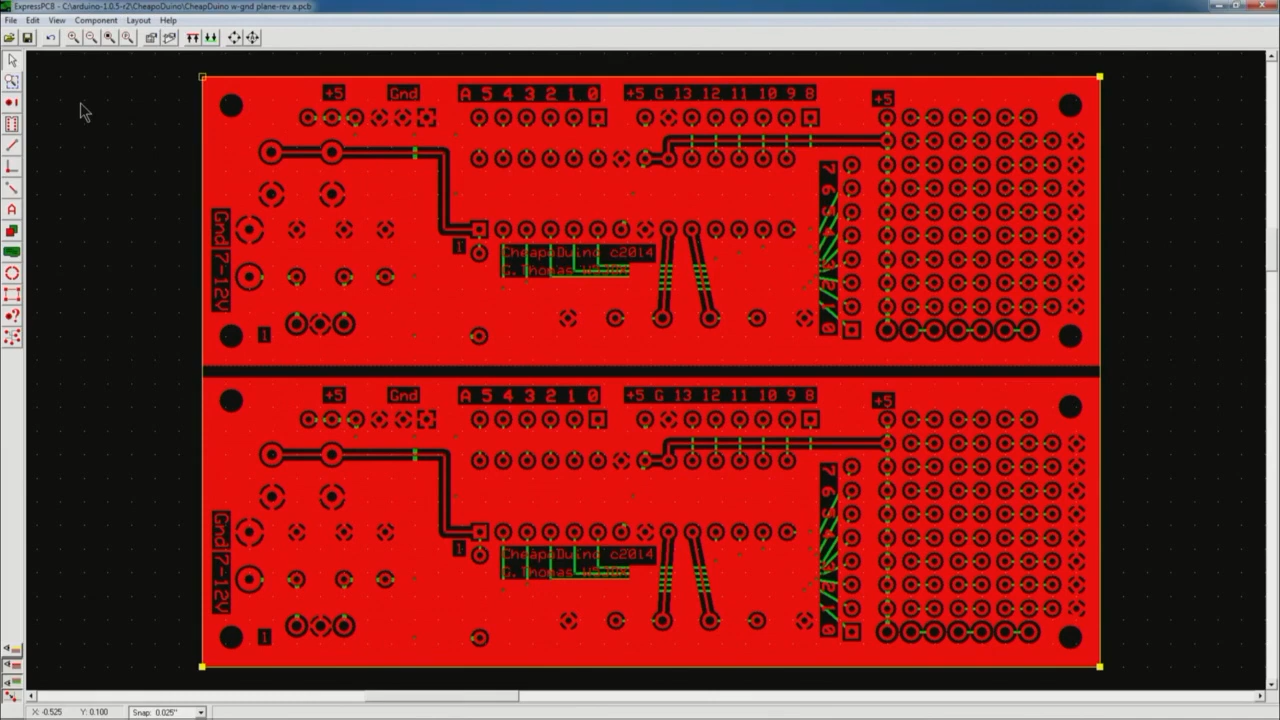 ExpressPCB - C:\arduino-1.0.5-r2\CheapoDuino\CheapDuino w-gnd plane-rev a.pcb
File Edit View Component Layout Help
+5 Gnd A 5 4 3 2 1 0 +5 G 13 12 11 10 9 8
+5
7 6 5 4 3 2 1 0
Gnd 7-12V
1
CheapoDuino c2014
G.Thomas
1
+5 Gnd A 5 4 3 2 1 0 +5 G 13 12 11 10 9 8
+5
7 6 5 4 3 2 1 0
Gnd 7-12V
1
CheapoDuino c2014
G.Thomas
1
X: -0.525 Y: 0.100 Snap: 0.025"